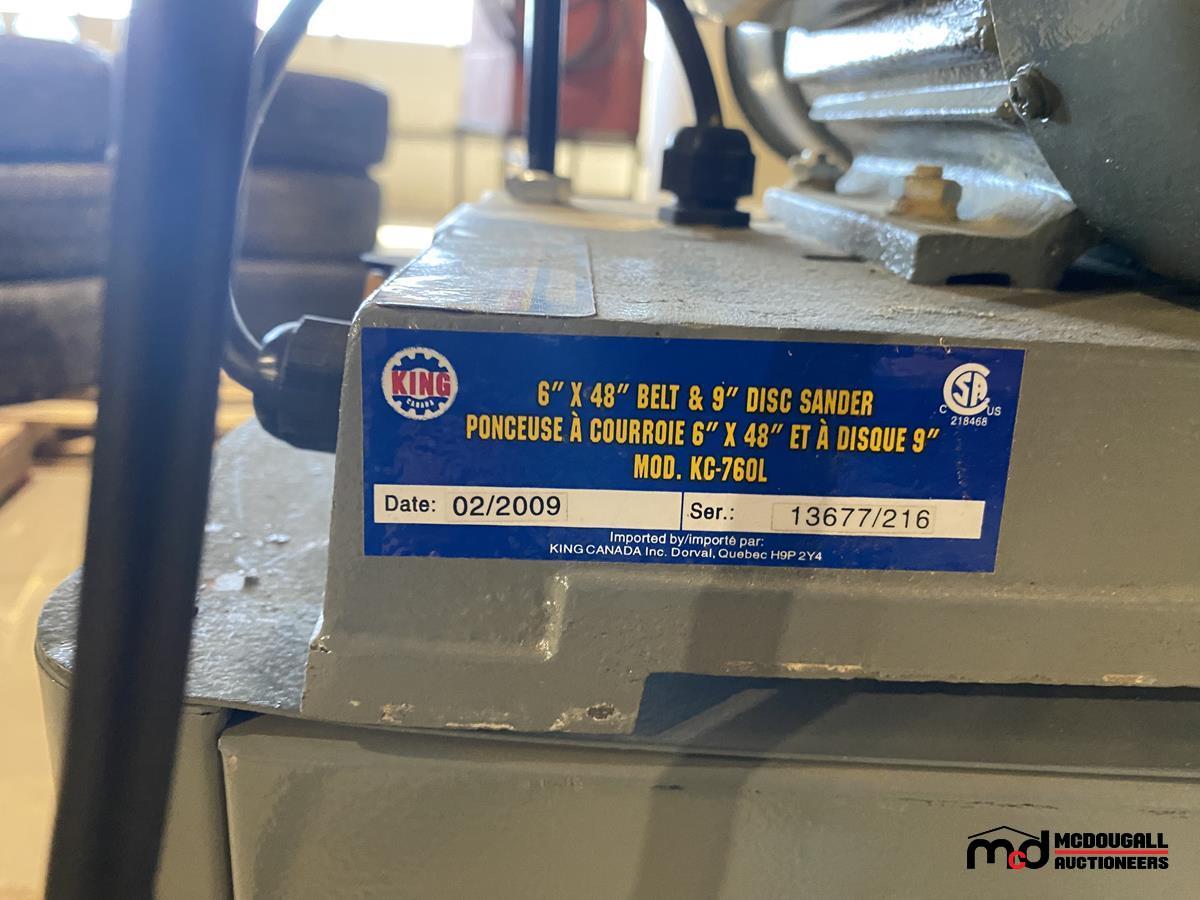 KING
CANADA
6" X 48" BELT & 9" DISC SANDER
PONCEUSE À COURROIE 6" X 48" ET À DISQUE 9"
MOD. KC-760L
C US
218468
Date: 02/2009
Ser.: 13677/216
Imported by/importé par:
KING CANADA Inc. Dorval, Quebec H9P 2Y4
mcd
MCDOUGALL
AUCTIONEERS